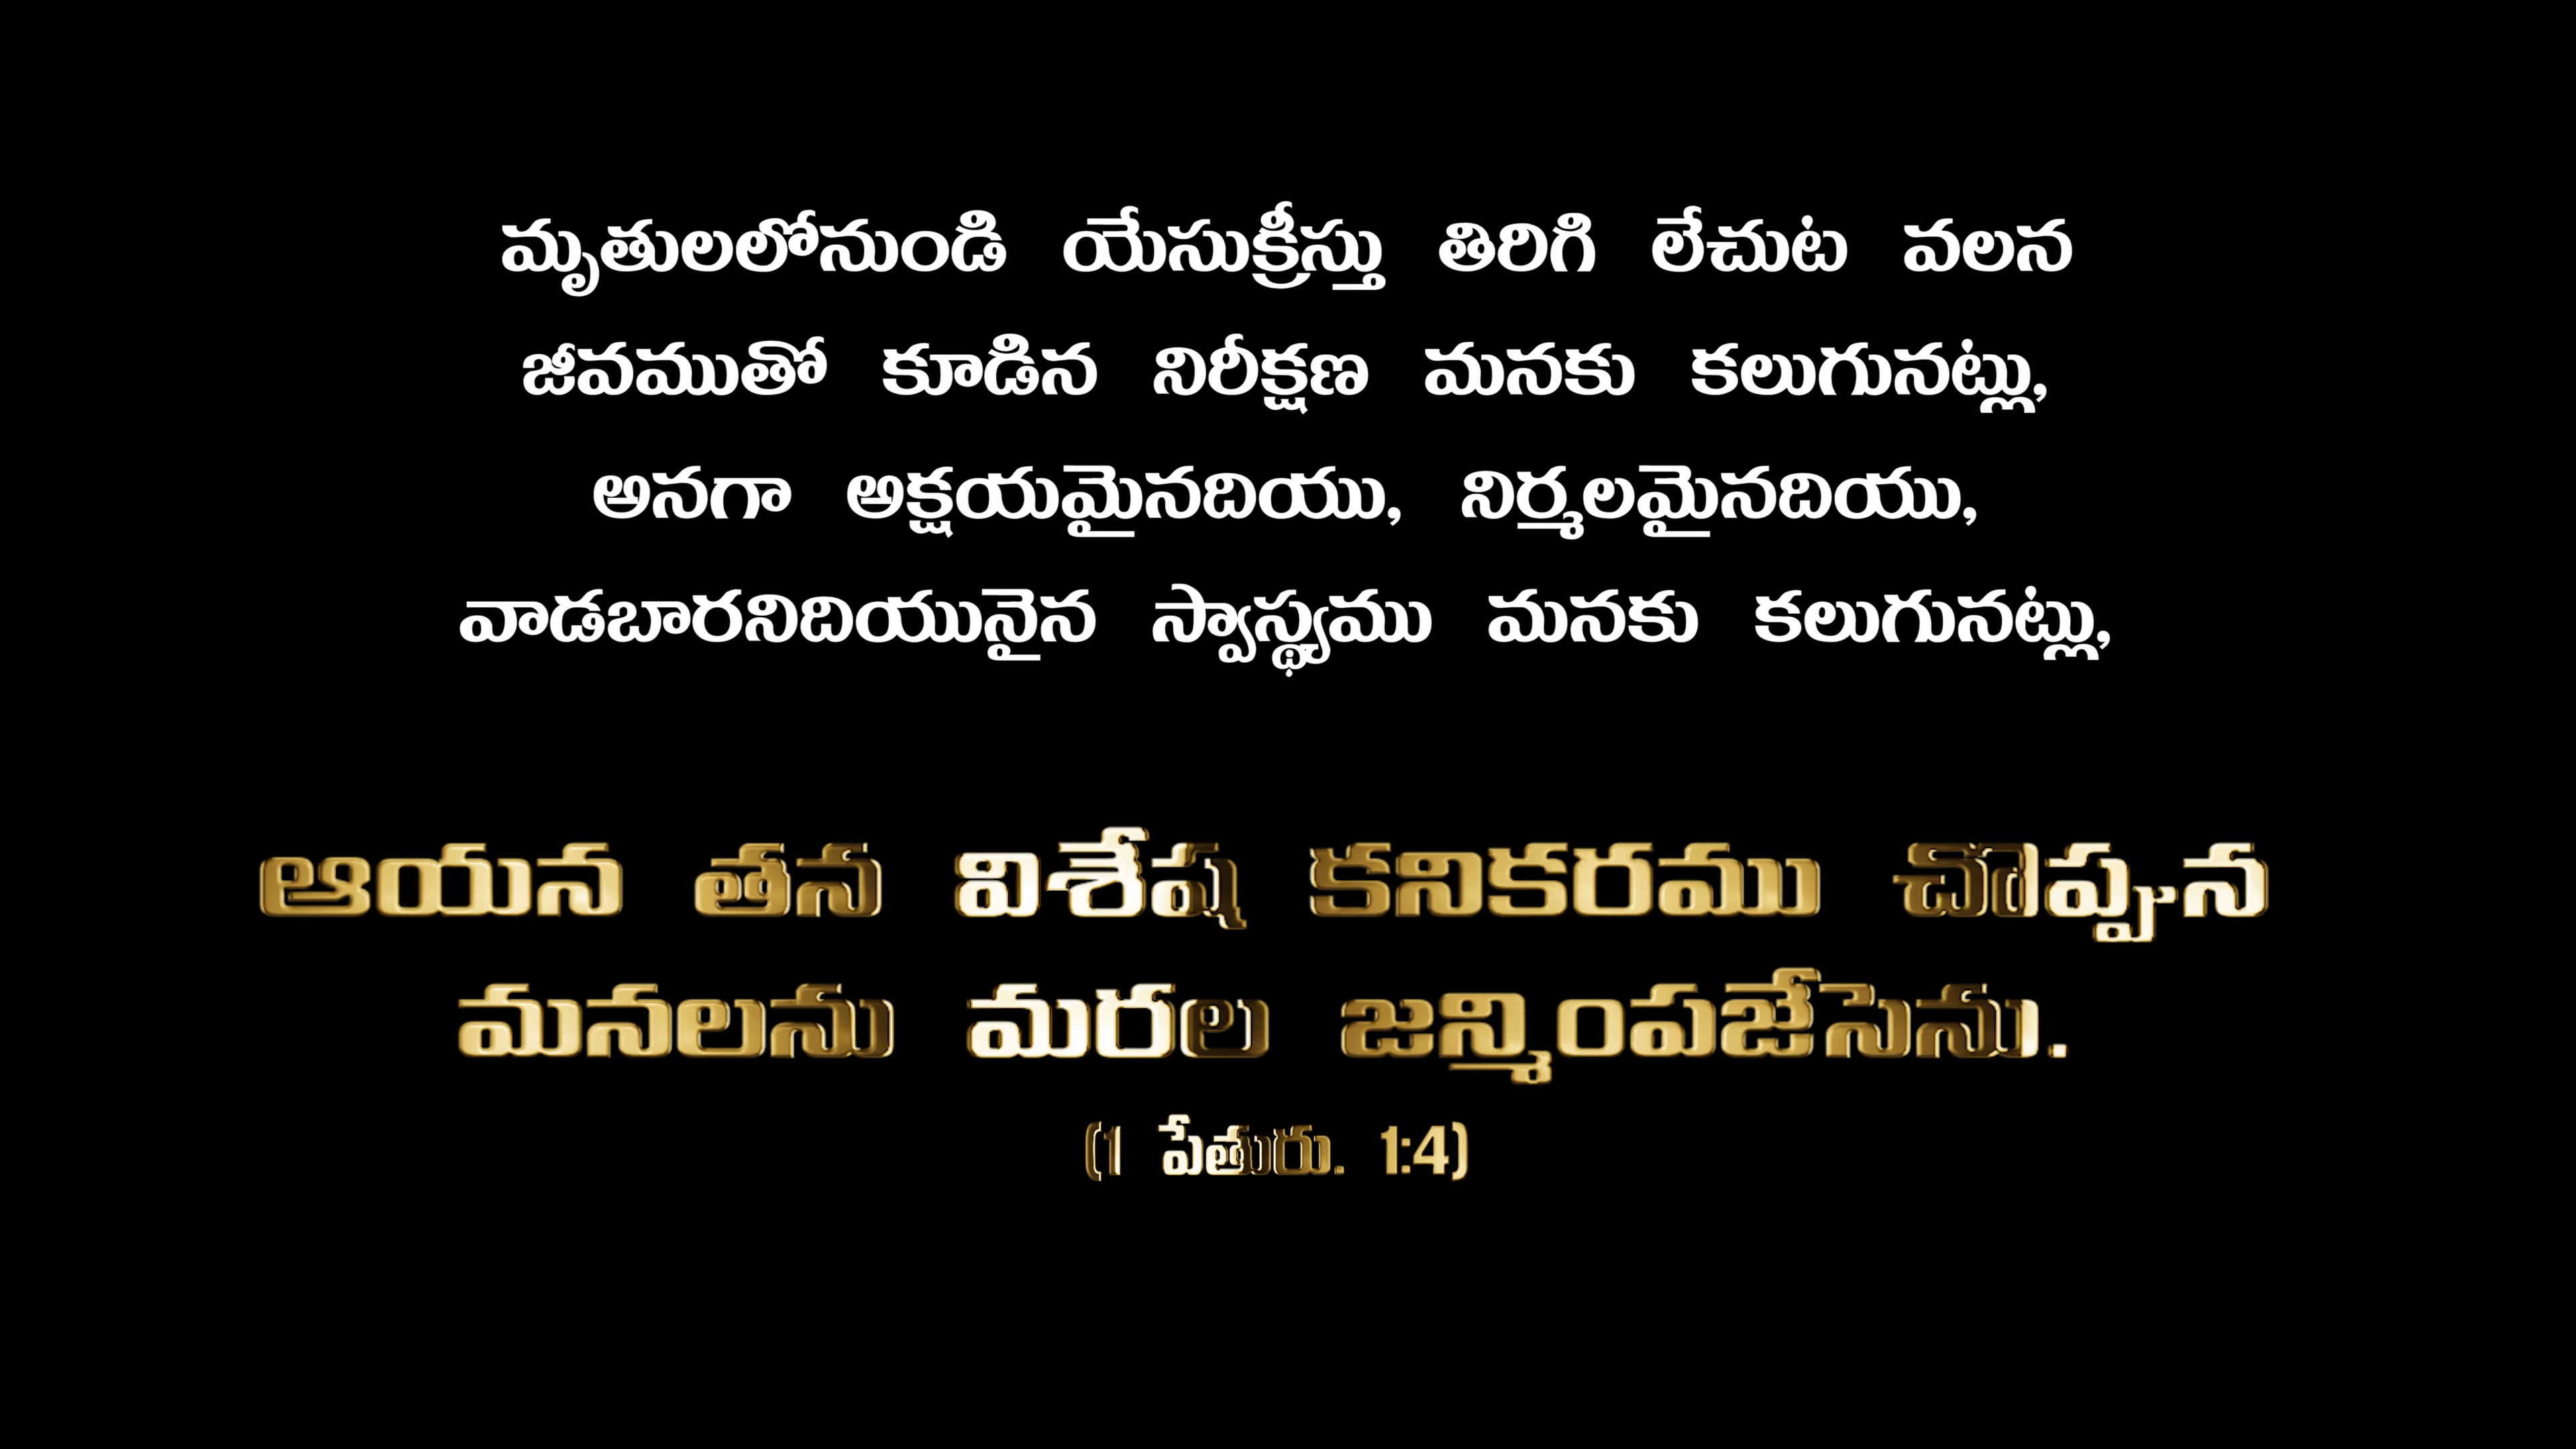 మృతులలోనుండి యేసుక్రీస్తు తిరిగి లేచుట వలన
జీవముతో కూడిన నిరీక్షణ మనకు కలుగునట్లు,
అనగా అక్షయమైనదియు, నిర్మలమైనదియు,
వాడబారనిదియునైన స్వాస్థ్యము మనకు కలుగునట్లు,
ఆయన తన విశేష కనికరము చొప్పున
మనలను మరల జన్మింపజేసెను.
(1 పేతురు. 1:4)